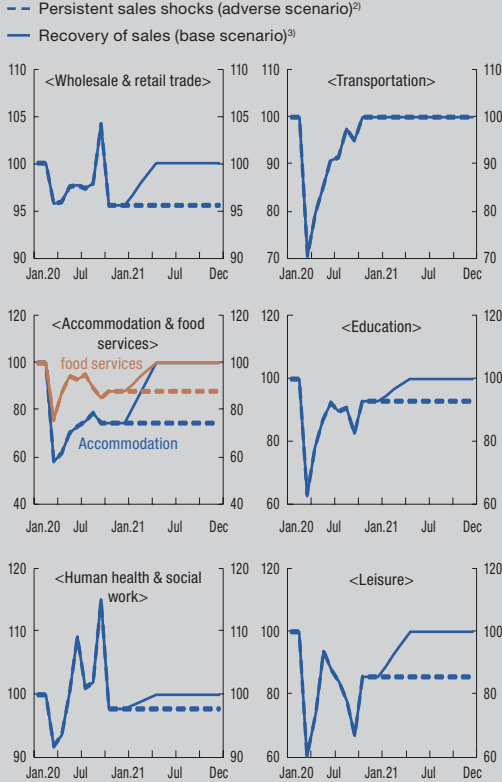 Persistent sales shocks (adverse scenario)2)
Recovery of sales (base scenario)3)
<Wholesale & retail trade>
110 110
105 105
100 100
95 95
90 90
Jan.20 Jul Jan.21 Jul Dec
<Transportation>
110 110
100 100
90 90
80 80
70 70
Jan.20 Jul Jan.21 Jul Dec
<Accommodation & food
services>
food services
Accommodation
120 120
100 100
80 80
60 60
40 40
Jan.20 Jul Jan.21 Jul Dec
<Education>
120 120
100 100
80 80
60 60
Jan.20 Jul Jan.21 Jul Dec
<Human health & social
work>
120 120
110 110
100 100
90 90
Jan.20 Jul Jan.21 Jul Dec
<Leisure>
120 120
100 100
80 80
60 60
Jan.20 Jul Jan.21 Jul Dec